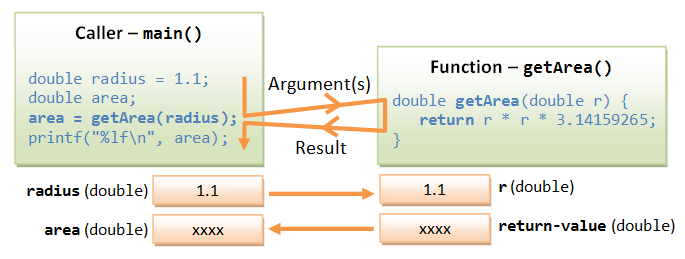 Caller – main()
double radius = 1.1;
double area;
area = getArea(radius);
printf("%lf\n", area);
Argument(s)
Result
Function – getArea()
double getArea(double r) {
return r * r * 3.14159265;
}
radius (double) 1.1 1.1 r (double)
area (double) xxxx xxxx return-value (double)